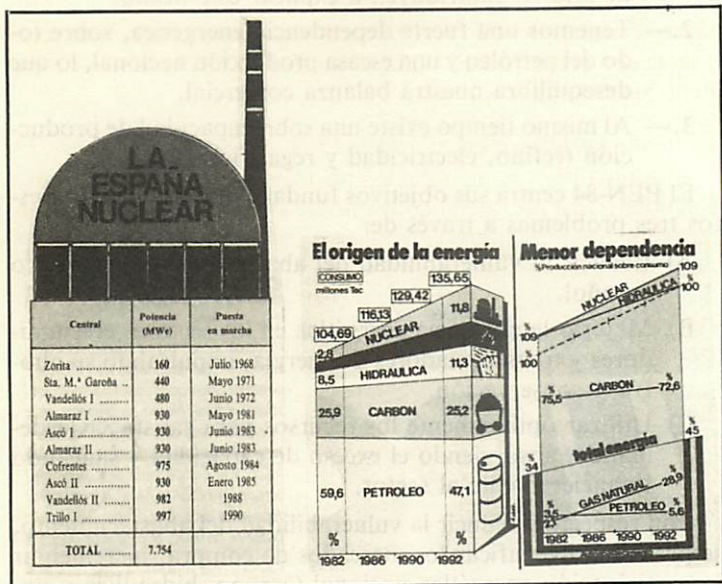 LA
ESPAÑA
NUCLEAR
Central Potencia (MWe) Puesta en marcha
Zorita 160 Julio 1968
Sta. M.ª Garoña .. 440 Mayo 1971
Vandellós I ........ 480 Junio 1972
Almaraz I .......... 930 Mayo 1981
Ascó I .............. 930 Junio 1983
Almaraz II ......... 930 Junio 1983
Cofrentes .......... 975 Agosto 1984
Ascó II ............. 930 Enero 1985
Vandellós II ....... 982 1988
Trillo I .............. 997 1990
TOTAL 7.754
El origen de la energía
CONSUMO
millones Tec
104,69 116,13 129,42 135,65
2,8 NUCLEAR 11,8
8,5 HIDRAULICA 11,3
25,9 CARBON 25,2
59,6 PETROLEO 47,1
% %
1982 1986 1990 1992
Menor dependencia
% Producción nacional sobre consumo
109 NUCLEAR 109
% 100 HIDRAULICA % 100
% 75,5 CARBON % 72,6
34 total energía 45
% 3,5 GAS NATURAL % 28,9
PETROLEO % 5,6
1982 1986 1990 1992